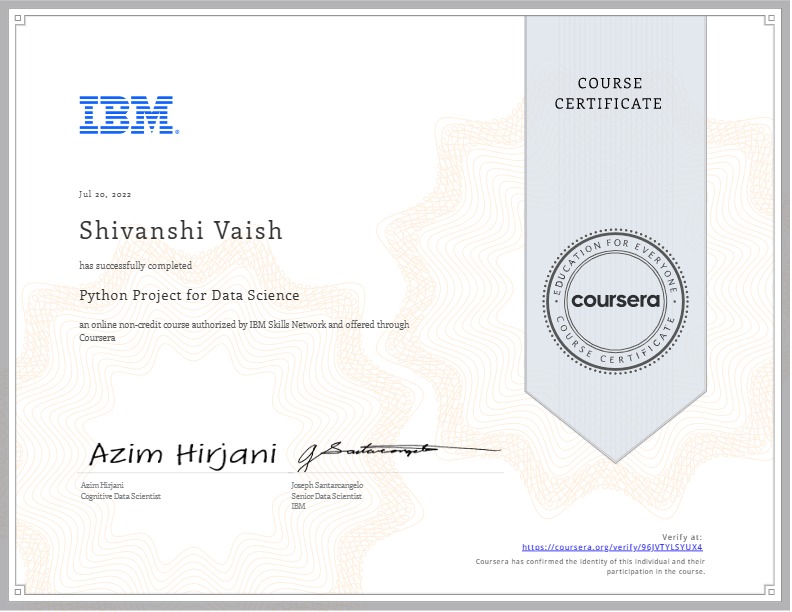 COURSE
CERTIFICATE
IBM®
Jul 20, 2022
Shivanshi Vaish
has successfully completed
Python Project for Data Science
an online non-credit course authorized by IBM Skills Network and offered through
Coursera
EDUCATION FOR EVERYONE
coursera
COURSE CERTIFICATE
Azim Hirjani
J Santarcangelo
Azim Hirjani
Cognitive Data Scientist
Joseph Santarcangelo
Senior Data Scientist
IBM
Verify at:
https://coursera.org/verify/96JVTYLSYUX4
Coursera has confirmed the identity of this individual and their
participation in the course.